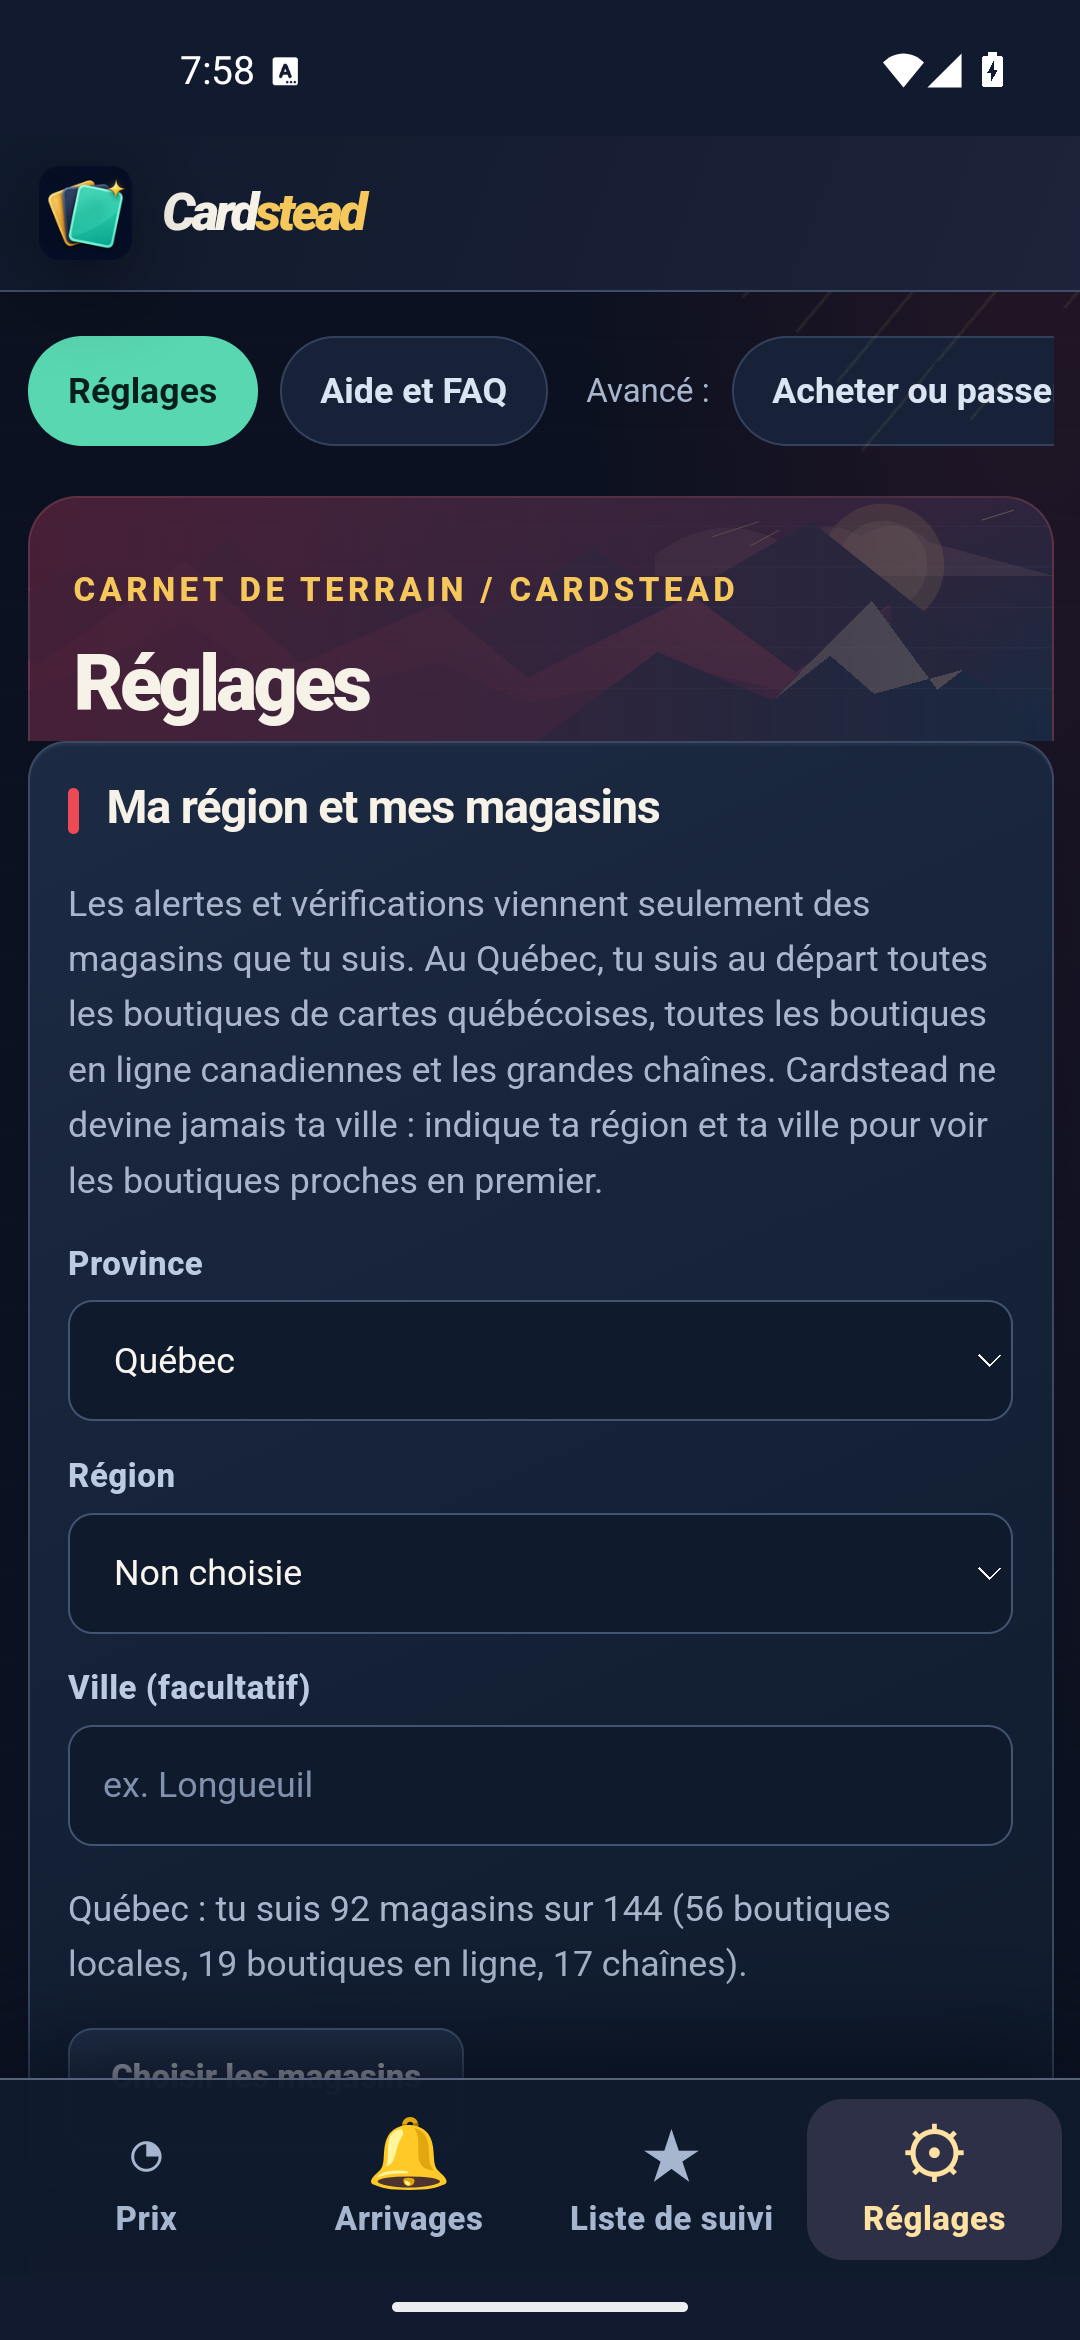 7:58
Cardstead
Réglages
Aide et FAQ
Avancé :
Acheter ou passe
CARNET DE TERRAIN / CARDSTEAD
Réglages
Ma région et mes magasins
Les alertes et vérifications viennent seulement des
magasins que tu suis. Au Québec, tu suis au départ toutes
les boutiques de cartes québécoises, toutes les boutiques
en ligne canadiennes et les grandes chaînes. Cardstead ne
devine jamais ta ville : indique ta région et ta ville pour voir
les boutiques proches en premier.
Province
Québec
Région
Non choisie
Ville (facultatif)
ex. Longueuil
Québec : tu suis 92 magasins sur 144 (56 boutiques
locales, 19 boutiques en ligne, 17 chaînes).
Choisir les magasins
Prix
Arrivages
Liste de suivi
Réglages